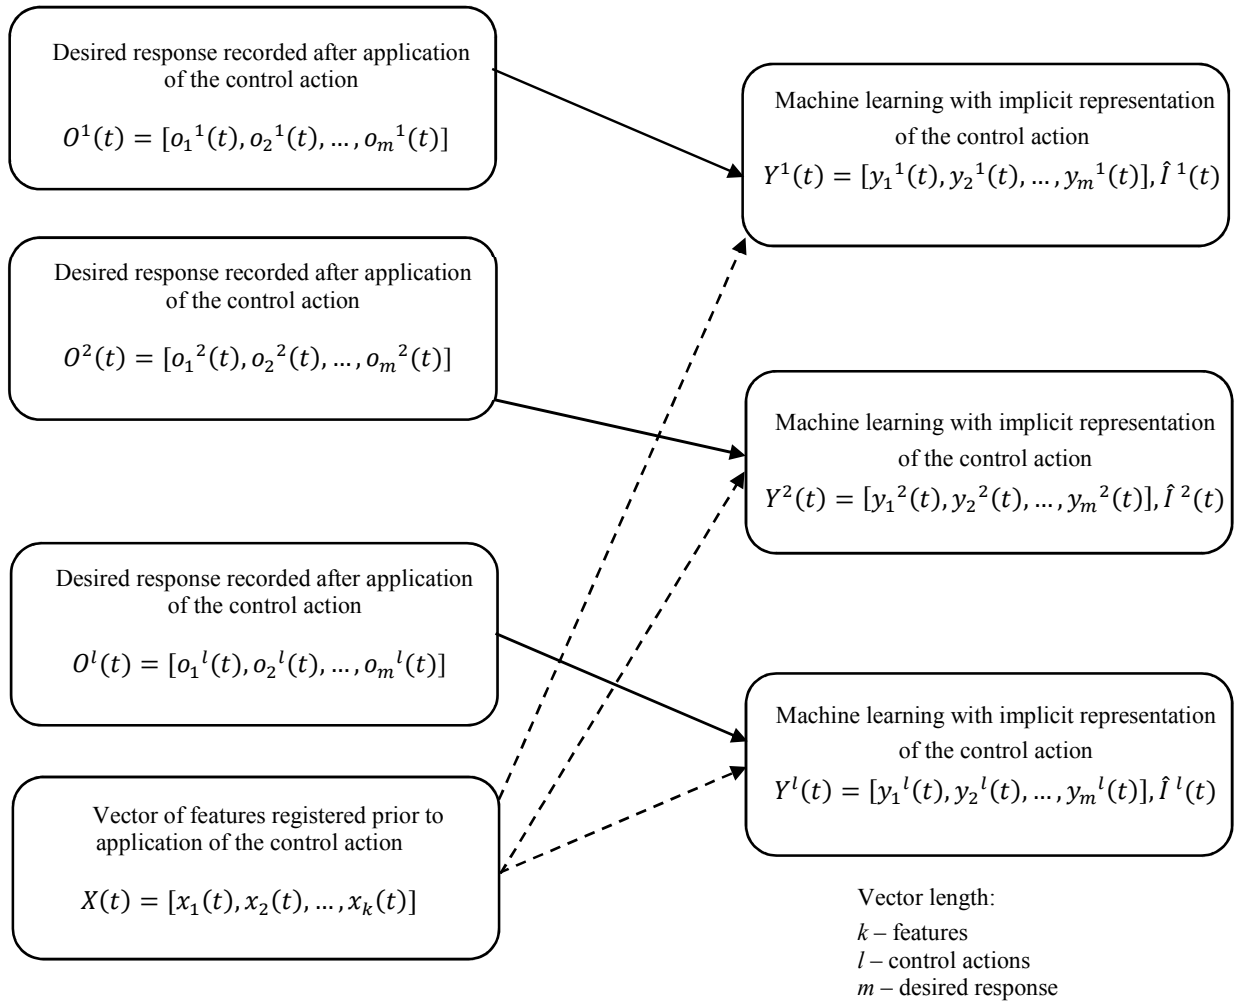 Desired response recorded after application
of the control action
𝑂¹(𝑡) = [𝑜₁¹(𝑡), 𝑜₂¹(𝑡), … , 𝑜ₘ¹(𝑡)]
Machine learning with implicit representation
of the control action
𝑌¹(𝑡) = [𝑦₁¹(𝑡), 𝑦₂¹(𝑡), … , 𝑦ₘ¹(𝑡)], Î ¹(𝑡)
Desired response recorded after application
of the control action
𝑂²(𝑡) = [𝑜₁²(𝑡), 𝑜₂²(𝑡), … , 𝑜ₘ²(𝑡)]
Machine learning with implicit representation
of the control action
𝑌²(𝑡) = [𝑦₁²(𝑡), 𝑦₂²(𝑡), … , 𝑦ₘ²(𝑡)], Î ²(𝑡)
Desired response recorded after application
of the control action
𝑂ˡ(𝑡) = [𝑜₁ˡ(𝑡), 𝑜₂ˡ(𝑡), … , 𝑜ₘˡ(𝑡)]
Machine learning with implicit representation
of the control action
𝑌ˡ(𝑡) = [𝑦₁ˡ(𝑡), 𝑦₂ˡ(𝑡), … , 𝑦ₘˡ(𝑡)], Î ˡ(𝑡)
Vector of features registered prior to
application of the control action
𝑋(𝑡) = [𝑥₁(𝑡), 𝑥₂(𝑡), … , 𝑥ₖ(𝑡)]
Vector length:
k – features
l – control actions
m – desired response